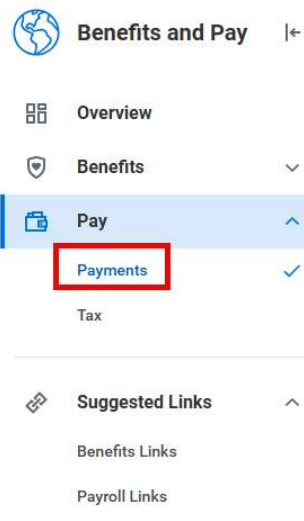 Benefits and Pay
Overview
Benefits
Pay
Payments
Tax
Suggested Links
Benefits Links
Payroll Links